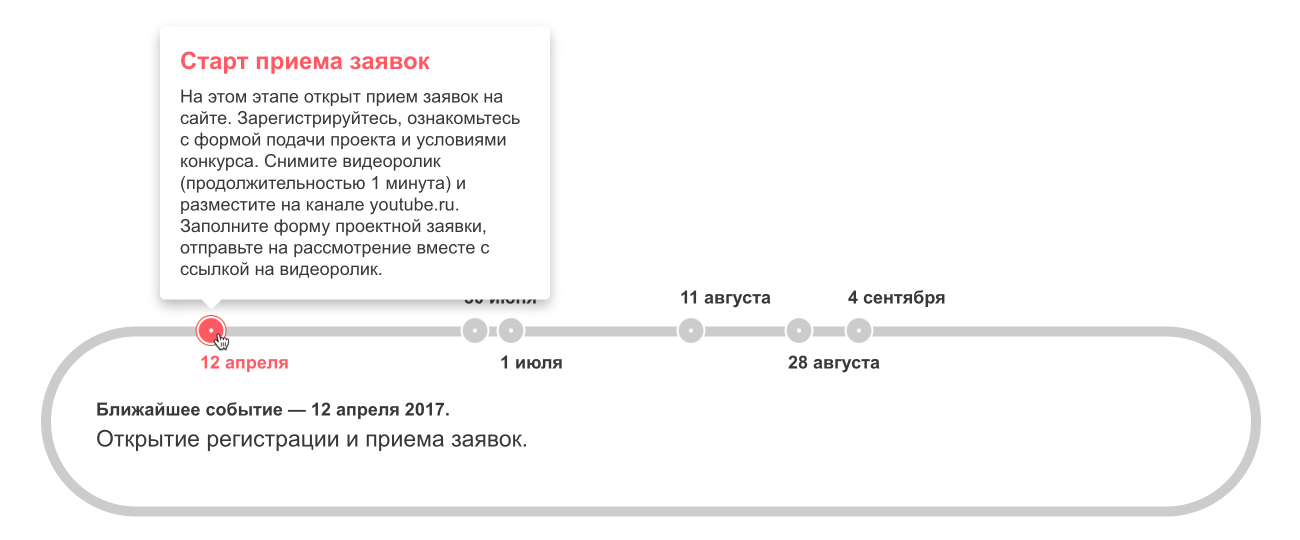 Старт приема заявок
На этом этапе открыт прием заявок на
сайте. Зарегистрируйтесь, ознакомьтесь
с формой подачи проекта и условиями
конкурса. Снимите видеоролик
(продолжительностью 1 минута) и
разместите на канале youtube.ru.
Заполните форму проектной заявки,
отправьте на рассмотрение вместе с
ссылкой на видеоролик.
30 июня
11 августа
4 сентября
12 апреля
1 июля
28 августа
Ближайшее событие — 12 апреля 2017.
Открытие регистрации и приема заявок.